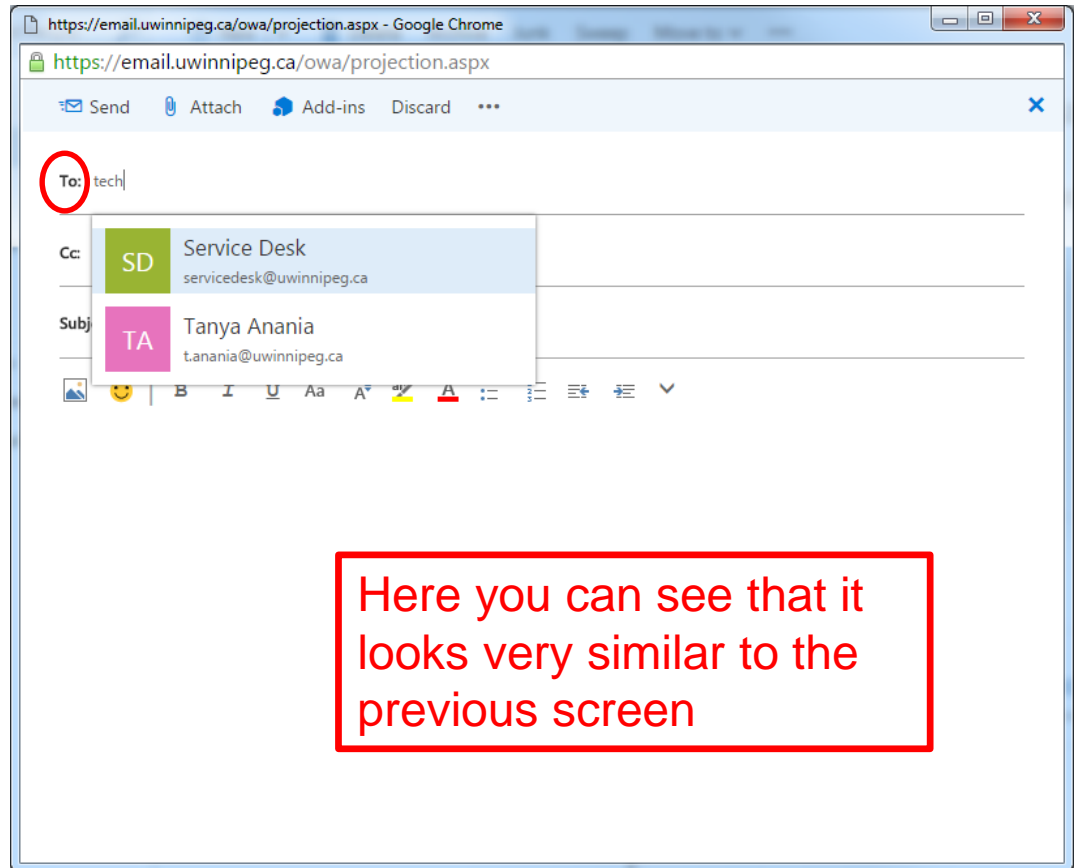 https://email.uwinnipeg.ca/owa/projection.aspx - Google Chrome
https://email.uwinnipeg.ca/owa/projection.aspx
Send Attach Add-ins Discard •••
To: tech
Cc:
SD Service Desk
servicedesk@uwinnipeg.ca
Subj
TA Tanya Anania
t.anania@uwinnipeg.ca
B I U Aa A A
Here you can see that it
looks very similar to the
previous screen